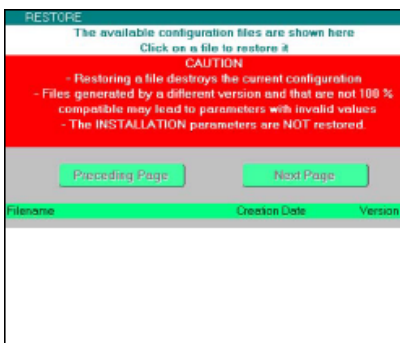 RESTORE
The available configuration files are shown here
Click on a file to restore it
CAUTION
- Restoring a file destroys the current configuration
- Files generated by a different version and that are not 100 %
compatible may lead to parameters with invalid values
- The INSTALLATION parameters are NOT restored.
Preceding Page Next Page
Filename Creation Date Version